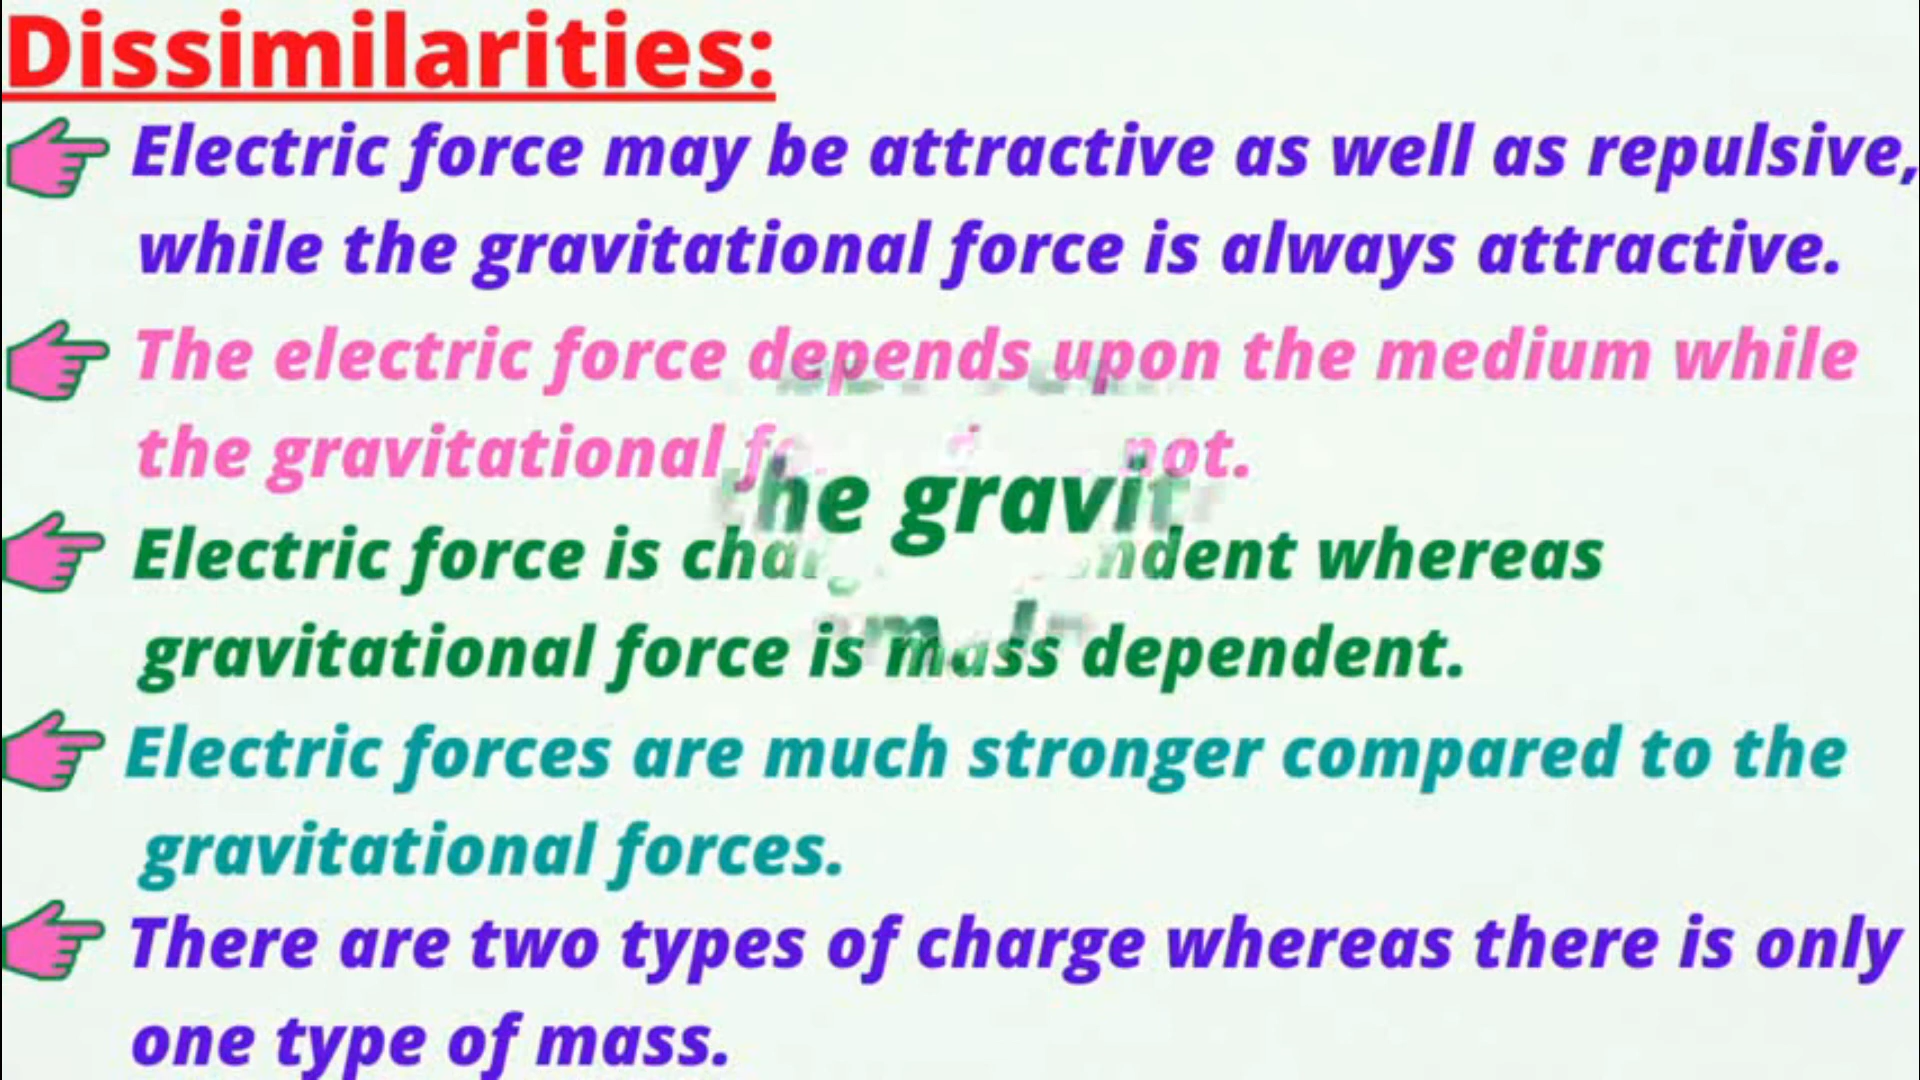 Dissimilarities:
Electric force may be attractive as well as repulsive,
while the gravitational force is always attractive.
The electric force depends upon the medium while
the gravitational not.
he gravit
Electric force is whereas
gravitational force is mass dependent.
Electric forces are much stronger compared to the
gravitational forces.
There are two types of charge whereas there is only
one type of mass.